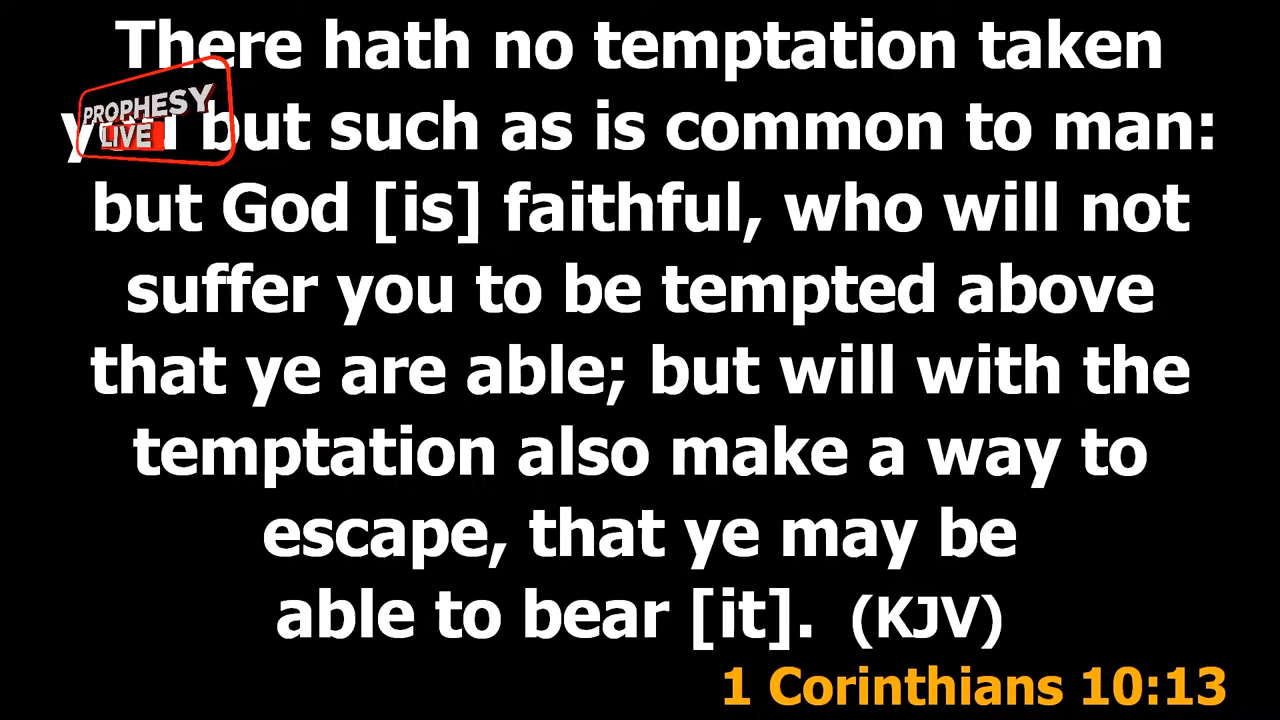 There hath no temptation taken
you but such as is common to man:
but God [is] faithful, who will not
suffer you to be tempted above
that ye are able; but will with the
temptation also make a way to
escape, that ye may be
able to bear [it]. (KJV)
1 Corinthians 10:13
PROPHESY
LIVE